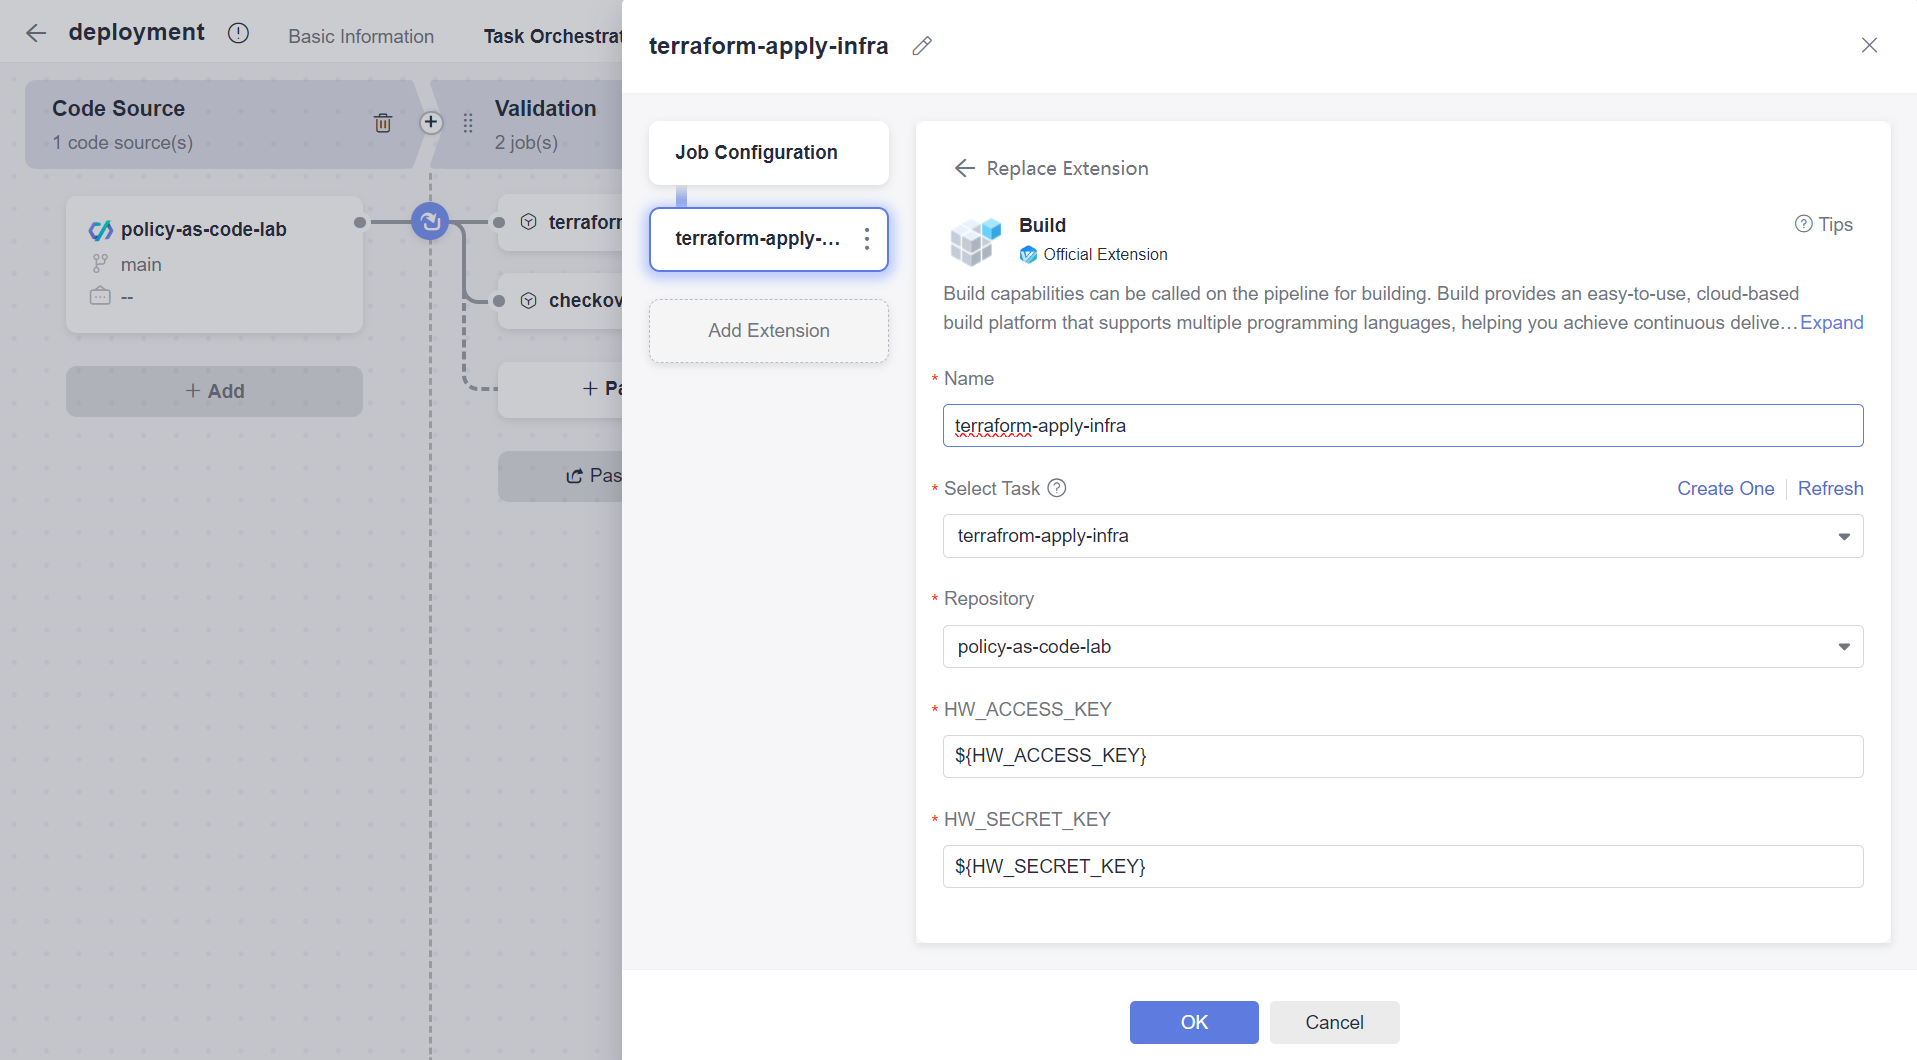 deployment
Basic Information
Task Orchestrat
Code Source
1 code source(s)
Validation
2 job(s)
policy-as-code-lab
main
--
+ Add
terraform
checkov
+ Pa
Pas
terraform-apply-infra
Job Configuration
terraform-apply-...
Add Extension
Replace Extension
Build
Official Extension
Tips
Build capabilities can be called on the pipeline for building. Build provides an easy-to-use, cloud-based
build platform that supports multiple programming languages, helping you achieve continuous delive... Expand
* Name
terraform-apply-infra
* Select Task
Create One
Refresh
terrafrom-apply-infra
* Repository
policy-as-code-lab
* HW_ACCESS_KEY
${HW_ACCESS_KEY}
* HW_SECRET_KEY
${HW_SECRET_KEY}
OK
Cancel